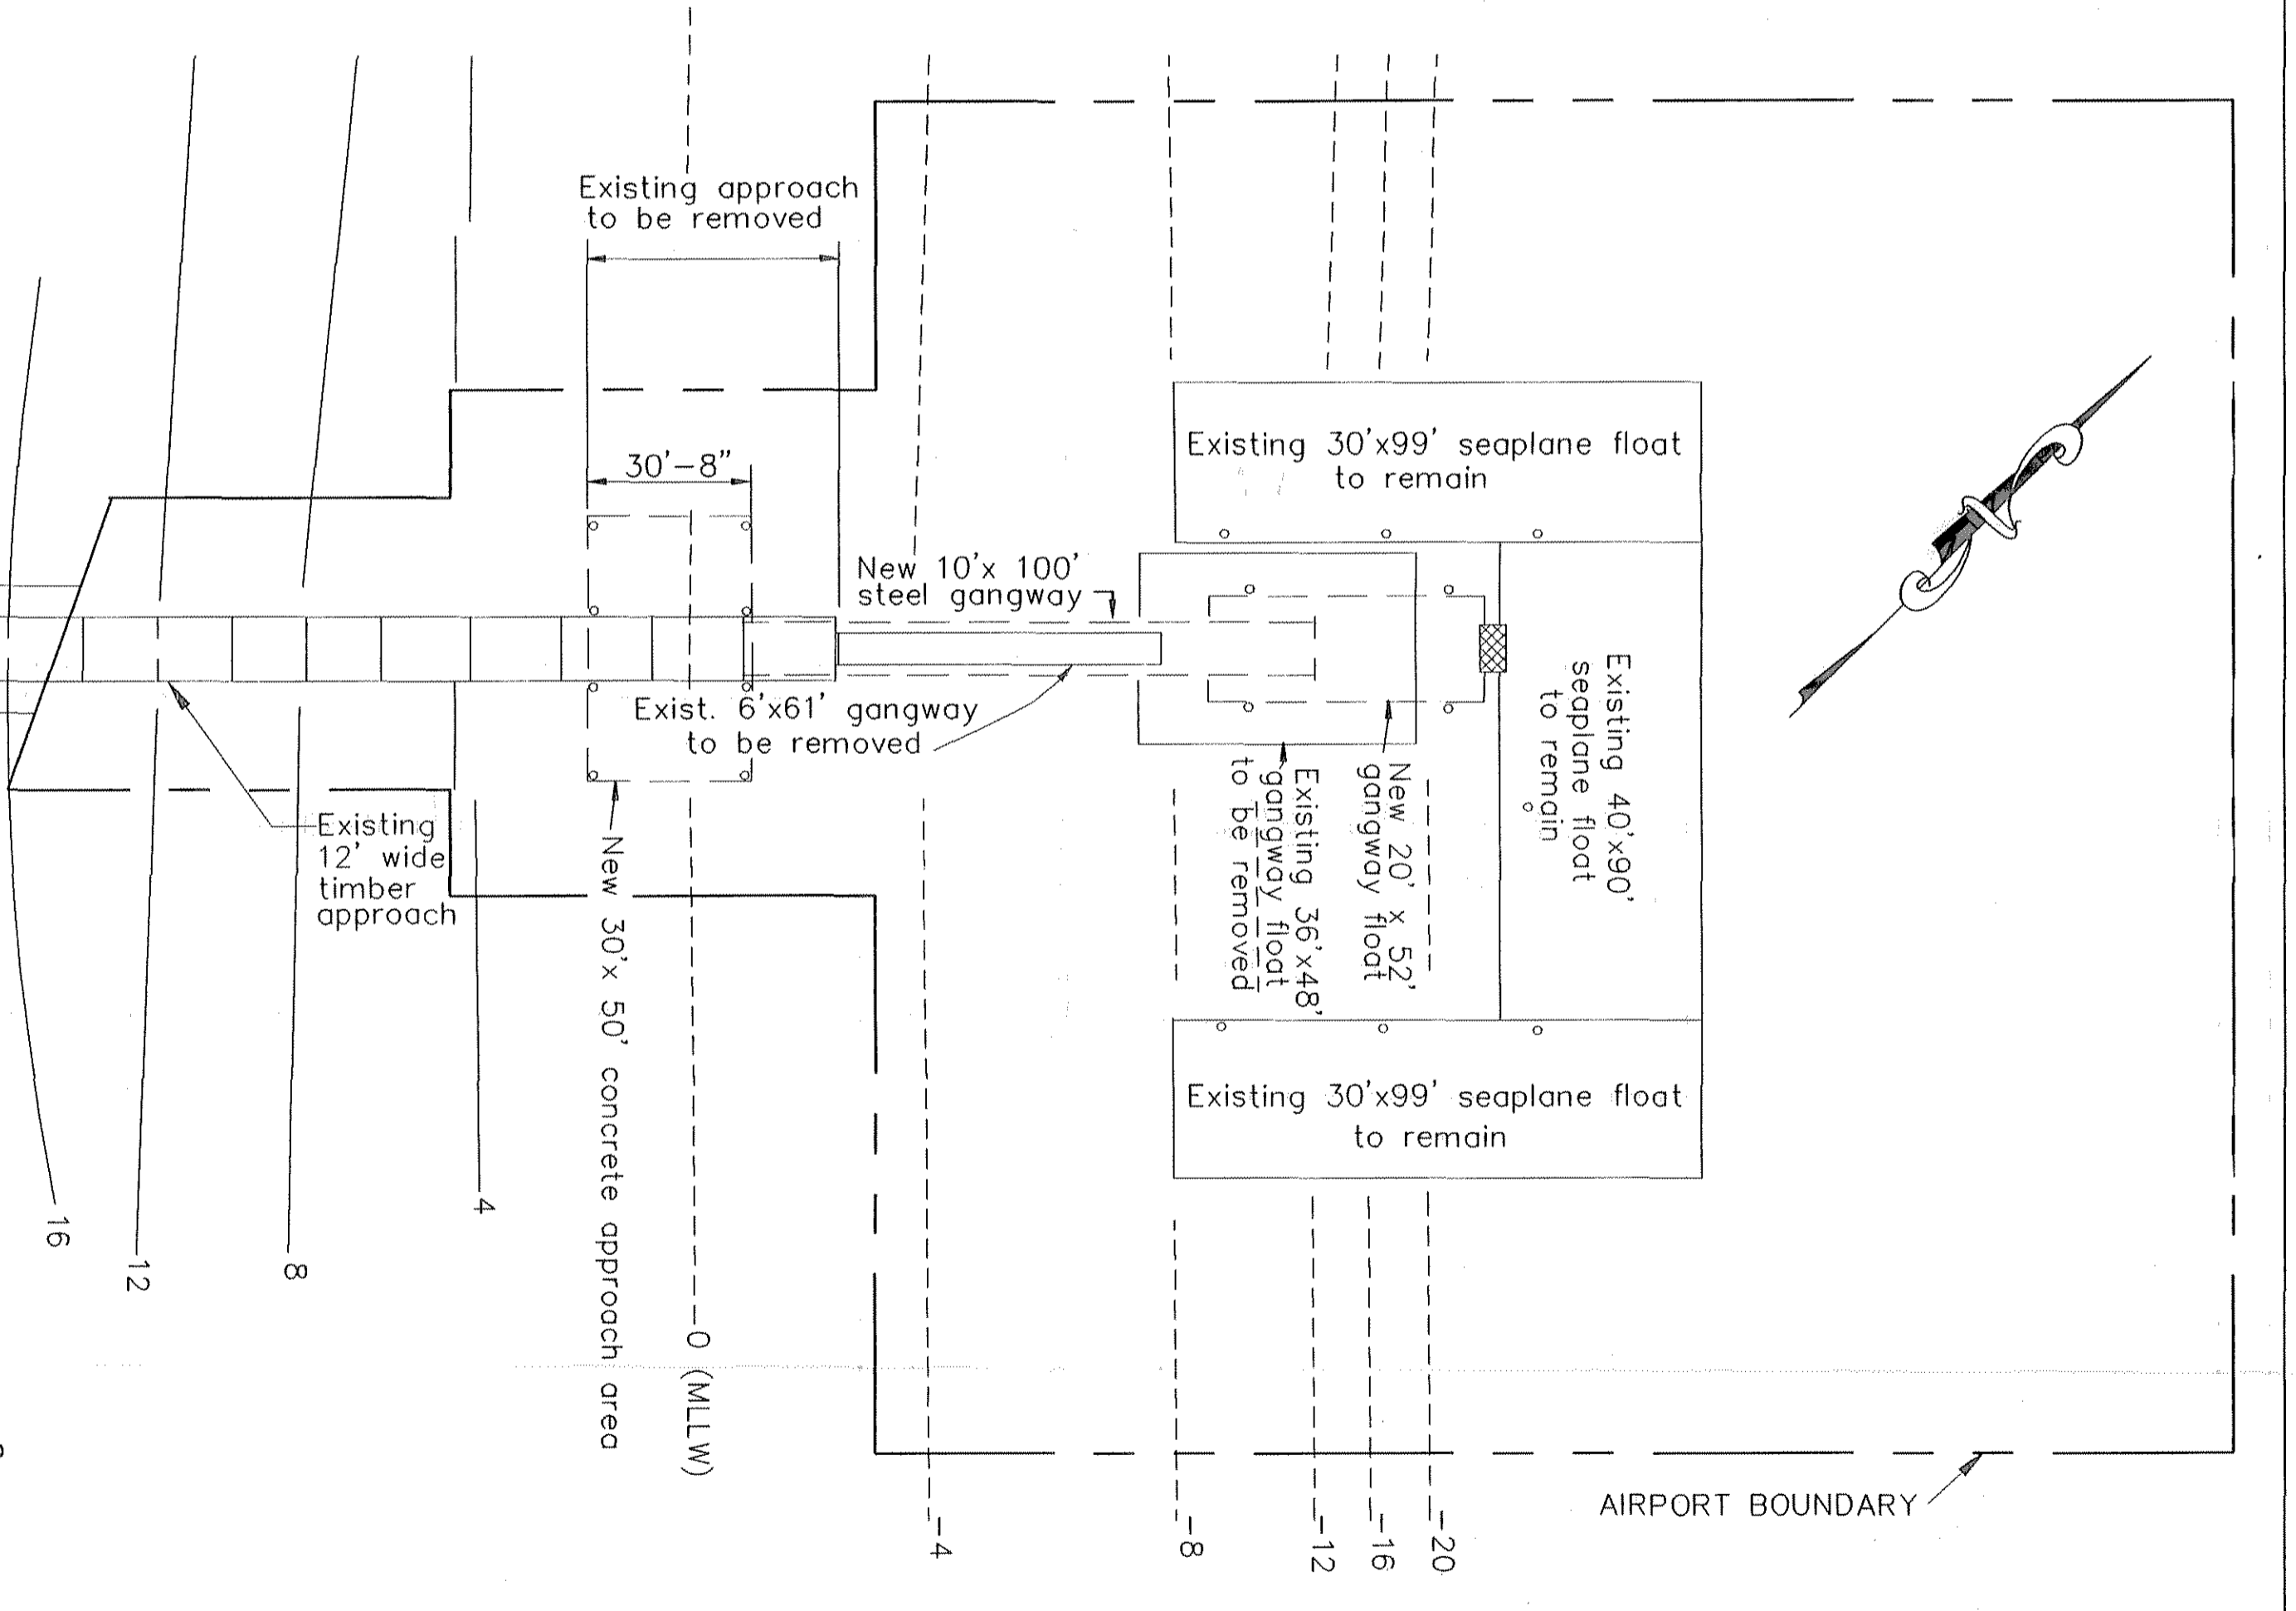 Existing approach
to be removed
30'-8"
Existing 30'x99' seaplane float
to remain
New 10'x 100'
steel gangway
Exist. 6'x61' gangway
to be removed
Existing 40'x90'
seaplane float
to remain
New 20' x 52'
gangway float
Existing 36'x48'
gangway float
to be removed
Existing
12' wide
timber
approach
New 30'x 50' concrete approach area
Existing 30'x99' seaplane float
to remain
16
12
8
4
0 (MLLW)
-4
-8
-12
-16
-20
AIRPORT BOUNDARY